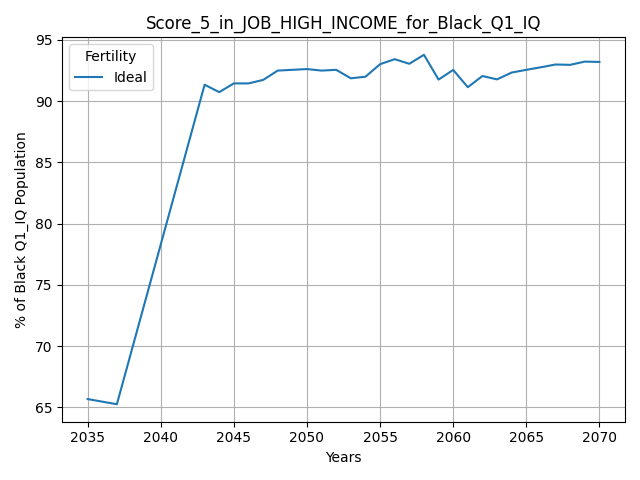 Score_5_in_JOB_HIGH_INCOME_for_Black_Q1_IQ
Fertility
Ideal
% of Black Q1_IQ Population
95
90
85
80
75
70
65
2035 2040 2045 2050 2055 2060 2065 2070
Years